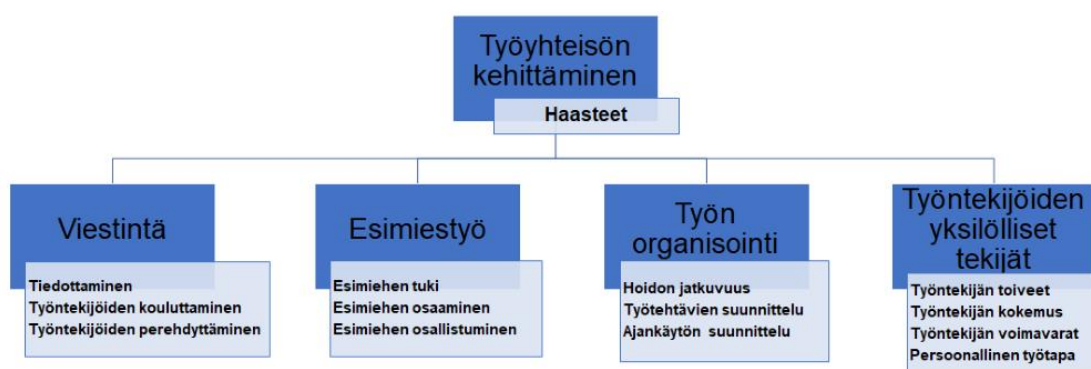 Työyhteisön
kehittäminen
Haasteet
Viestintä
Tiedottaminen
Työntekijöiden kouluttaminen
Työntekijöiden perehdyttäminen
Esimiestyö
Esimiehen tuki
Esimiehen osaaminen
Esimiehen osallistuminen
Työn
organisointi
Hoidon jatkuvuus
Työtehtävien suunnittelu
Ajankäytön suunnittelu
Työntekijöiden
yksilölliset
tekijät
Työntekijän toiveet
Työntekijän kokemus
Työntekijän voimavarat
Persoonallinen työtapa